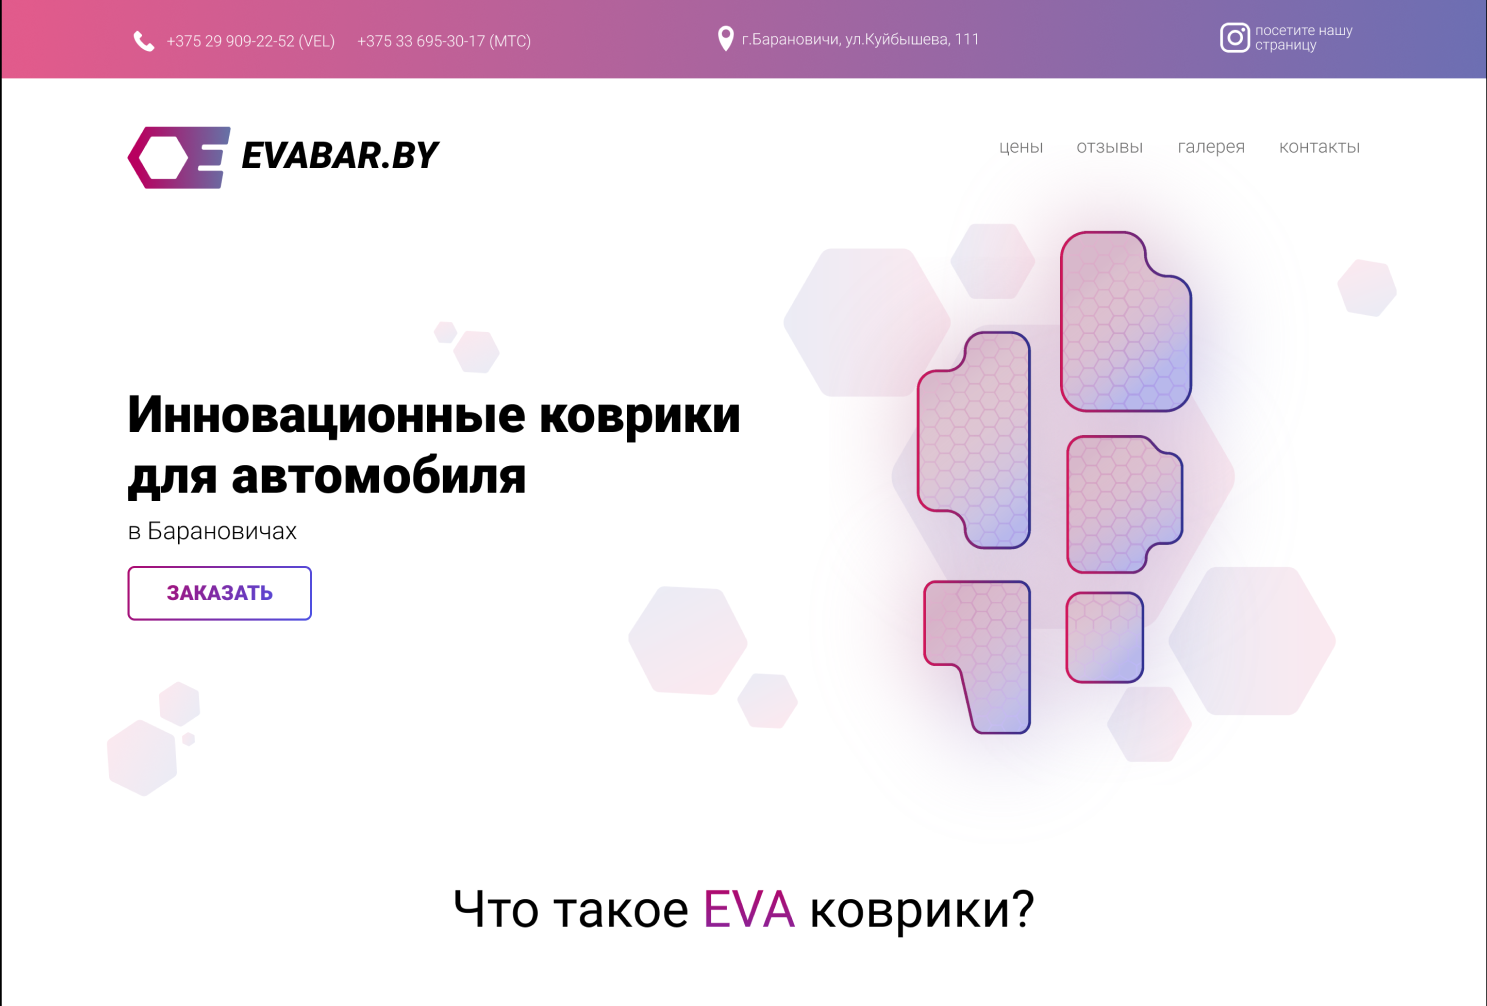 +375 29 909-22-52 (VEL) +375 33 695-30-17 (МТС)
г.Барановичи, ул.Куйбышева, 111
посетите нашу
страницу
EVABAR.BY
цены отзывы галерея контакты
Инновационные коврики
для автомобиля
в Барановичах
ЗАКАЗАТЬ
Что такое EVA коврики?